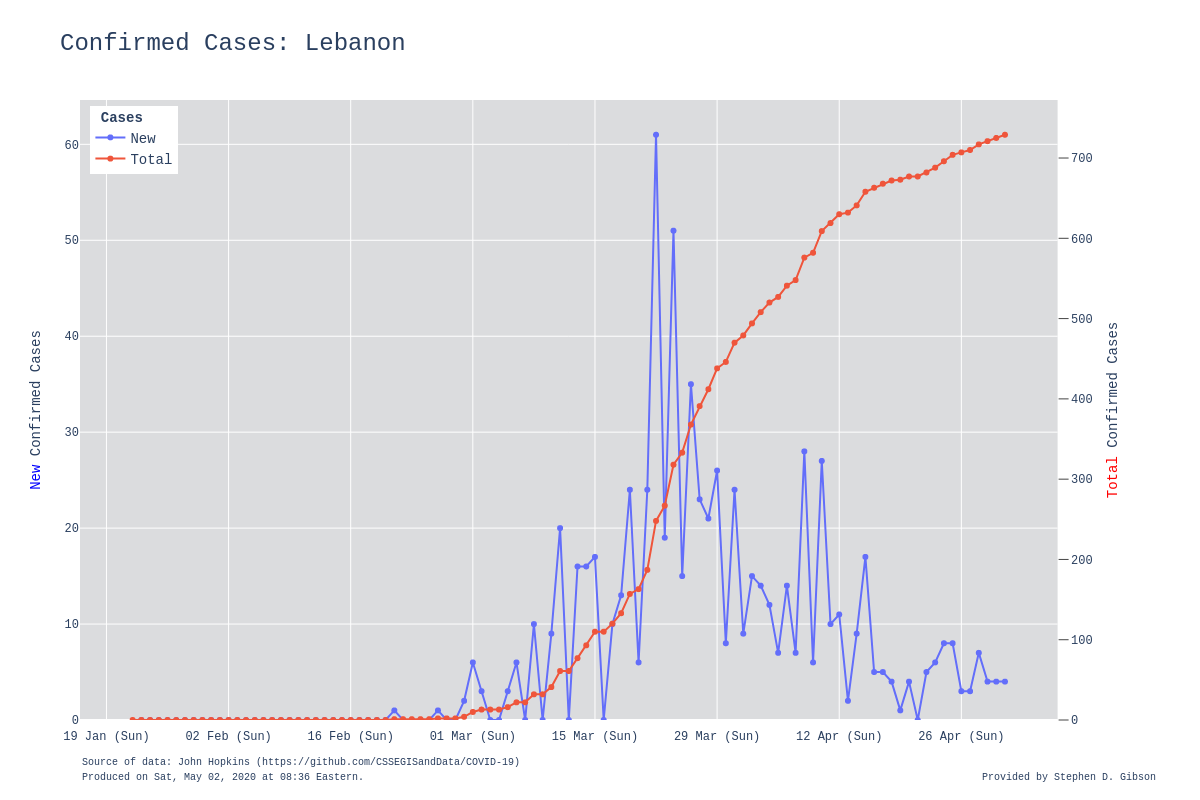 Confirmed Cases: Lebanon
Cases
New
Total
60
50
40
30
20
10
0
700
600
500
400
300
200
100
0
New Confirmed Cases
Total Confirmed Cases
19 Jan (Sun) 02 Feb (Sun) 16 Feb (Sun) 01 Mar (Sun) 15 Mar (Sun) 29 Mar (Sun) 12 Apr (Sun) 26 Apr (Sun)
Source of data: John Hopkins (https://github.com/CSSEGISandData/COVID-19)
Produced on Sat, May 02, 2020 at 08:36 Eastern.
Provided by Stephen D. Gibson